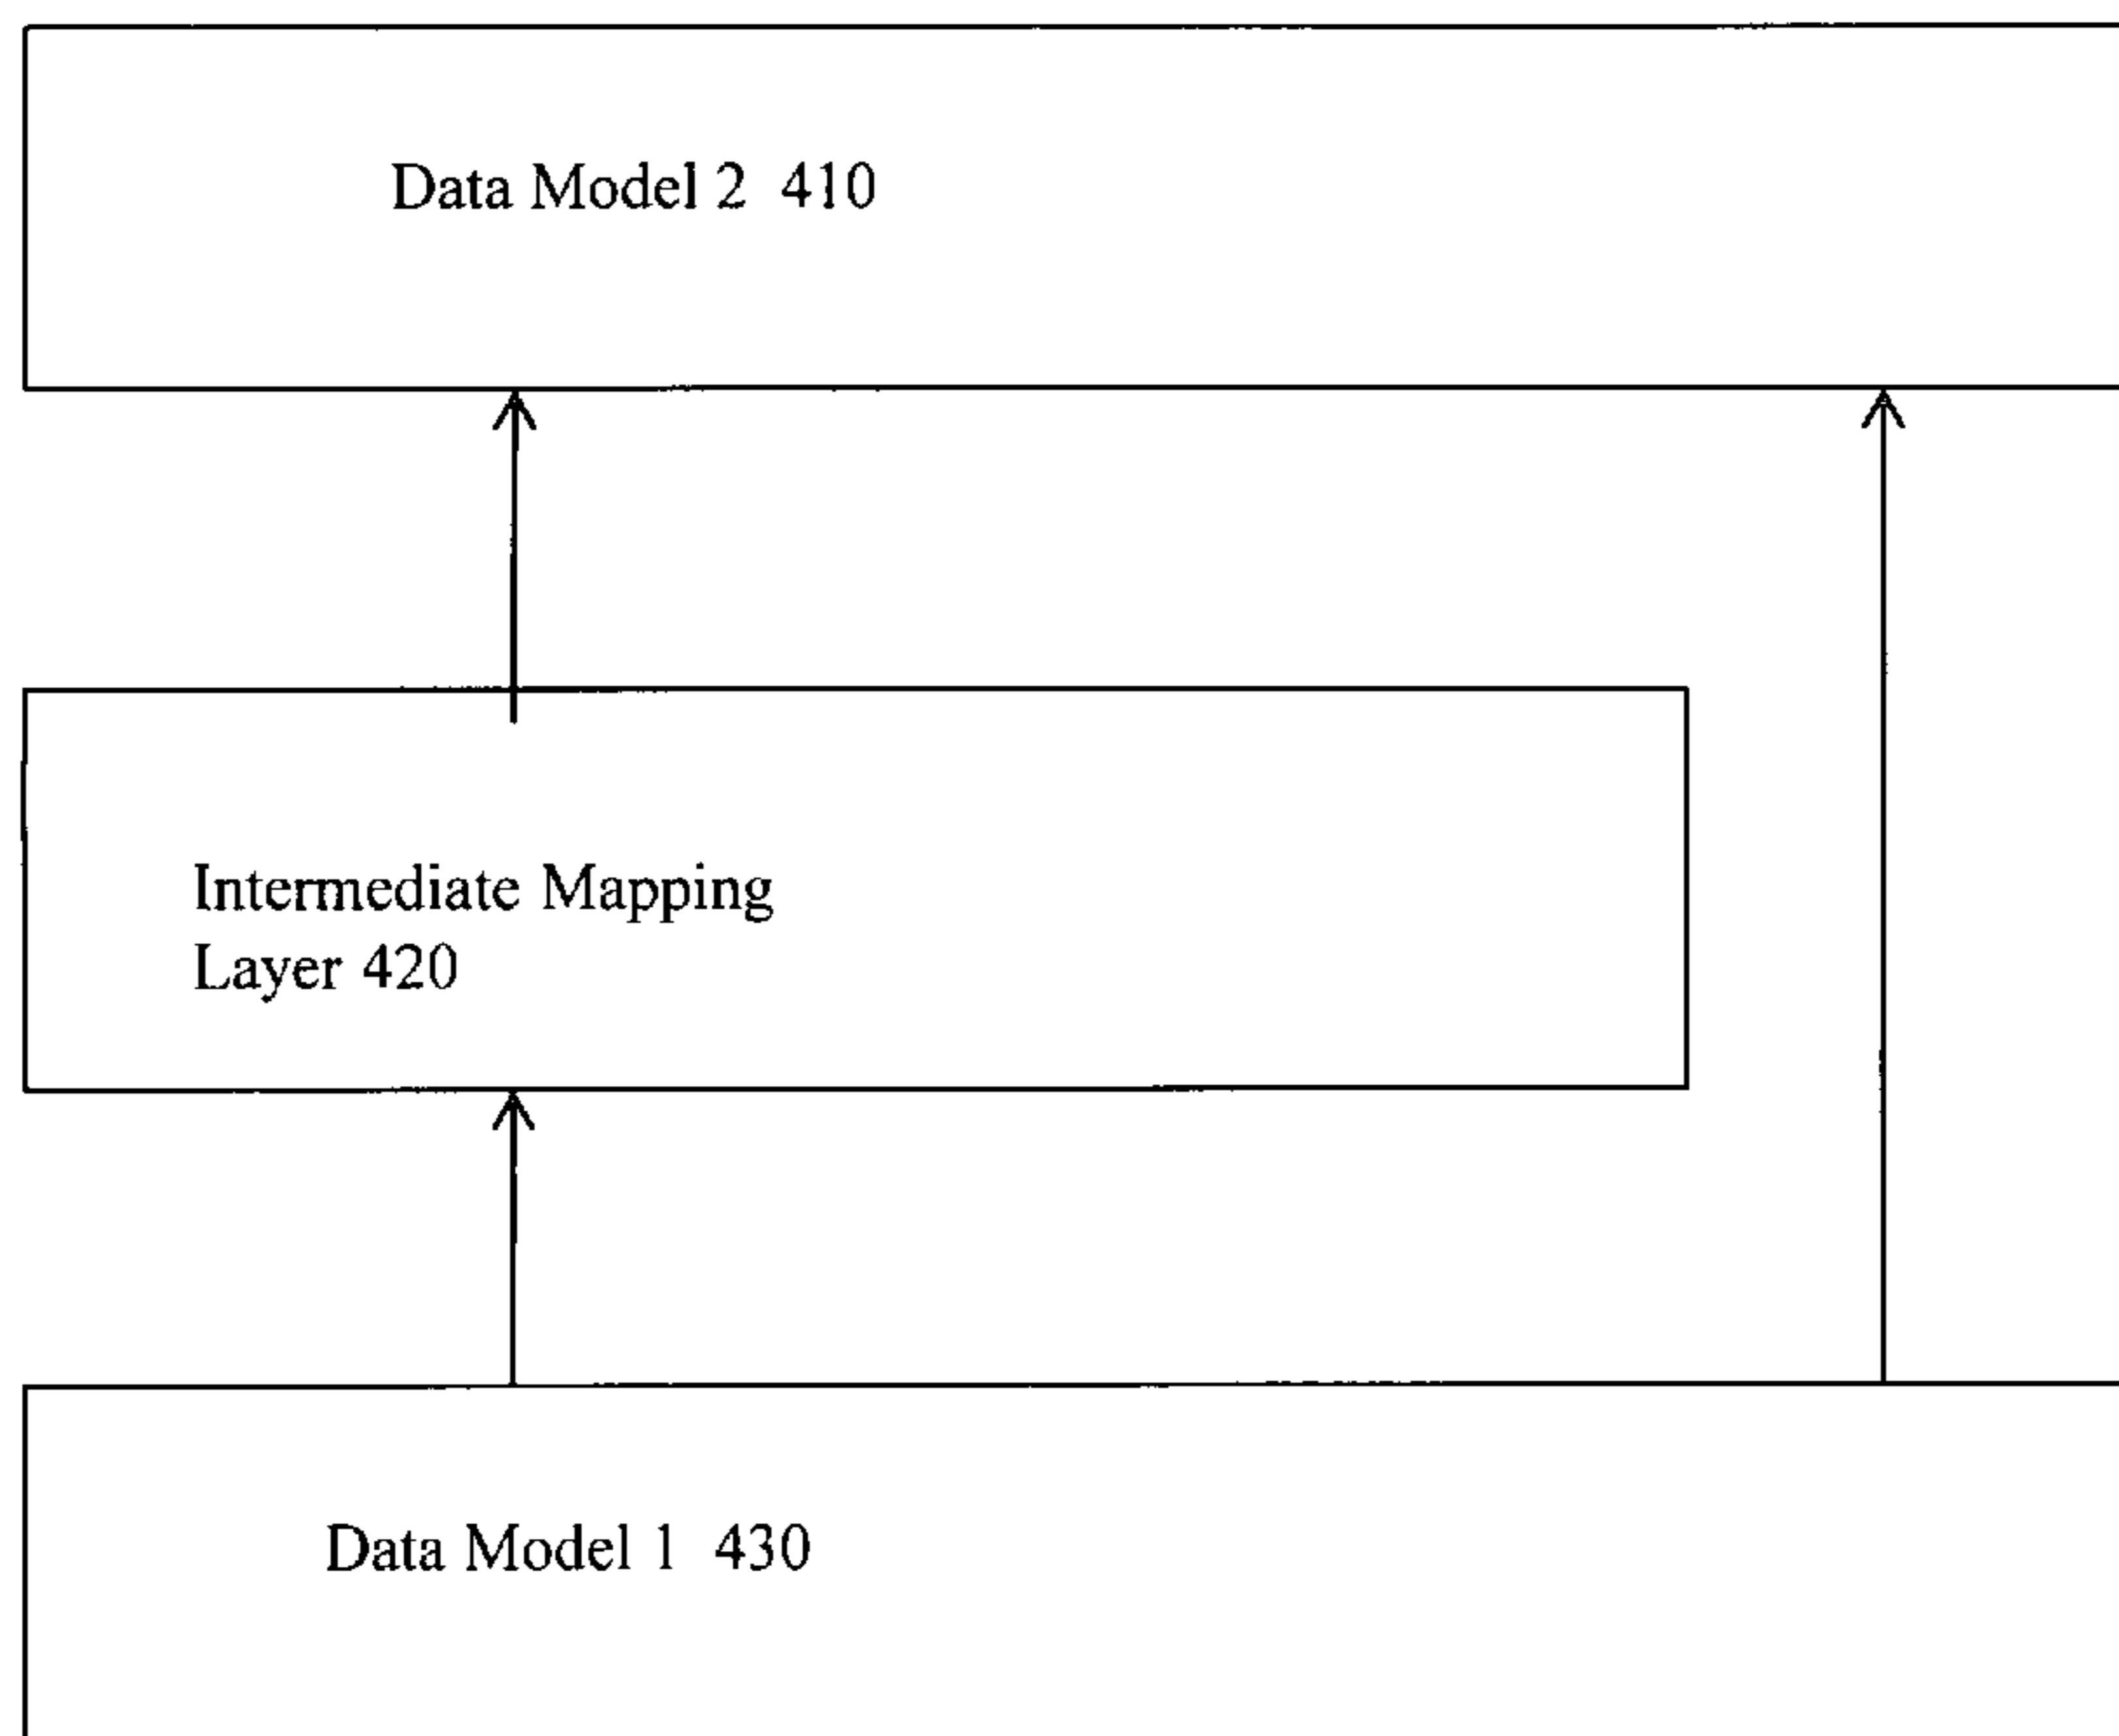 Data Model 2 410
Intermediate Mapping
Layer 420
Data Model 1 430